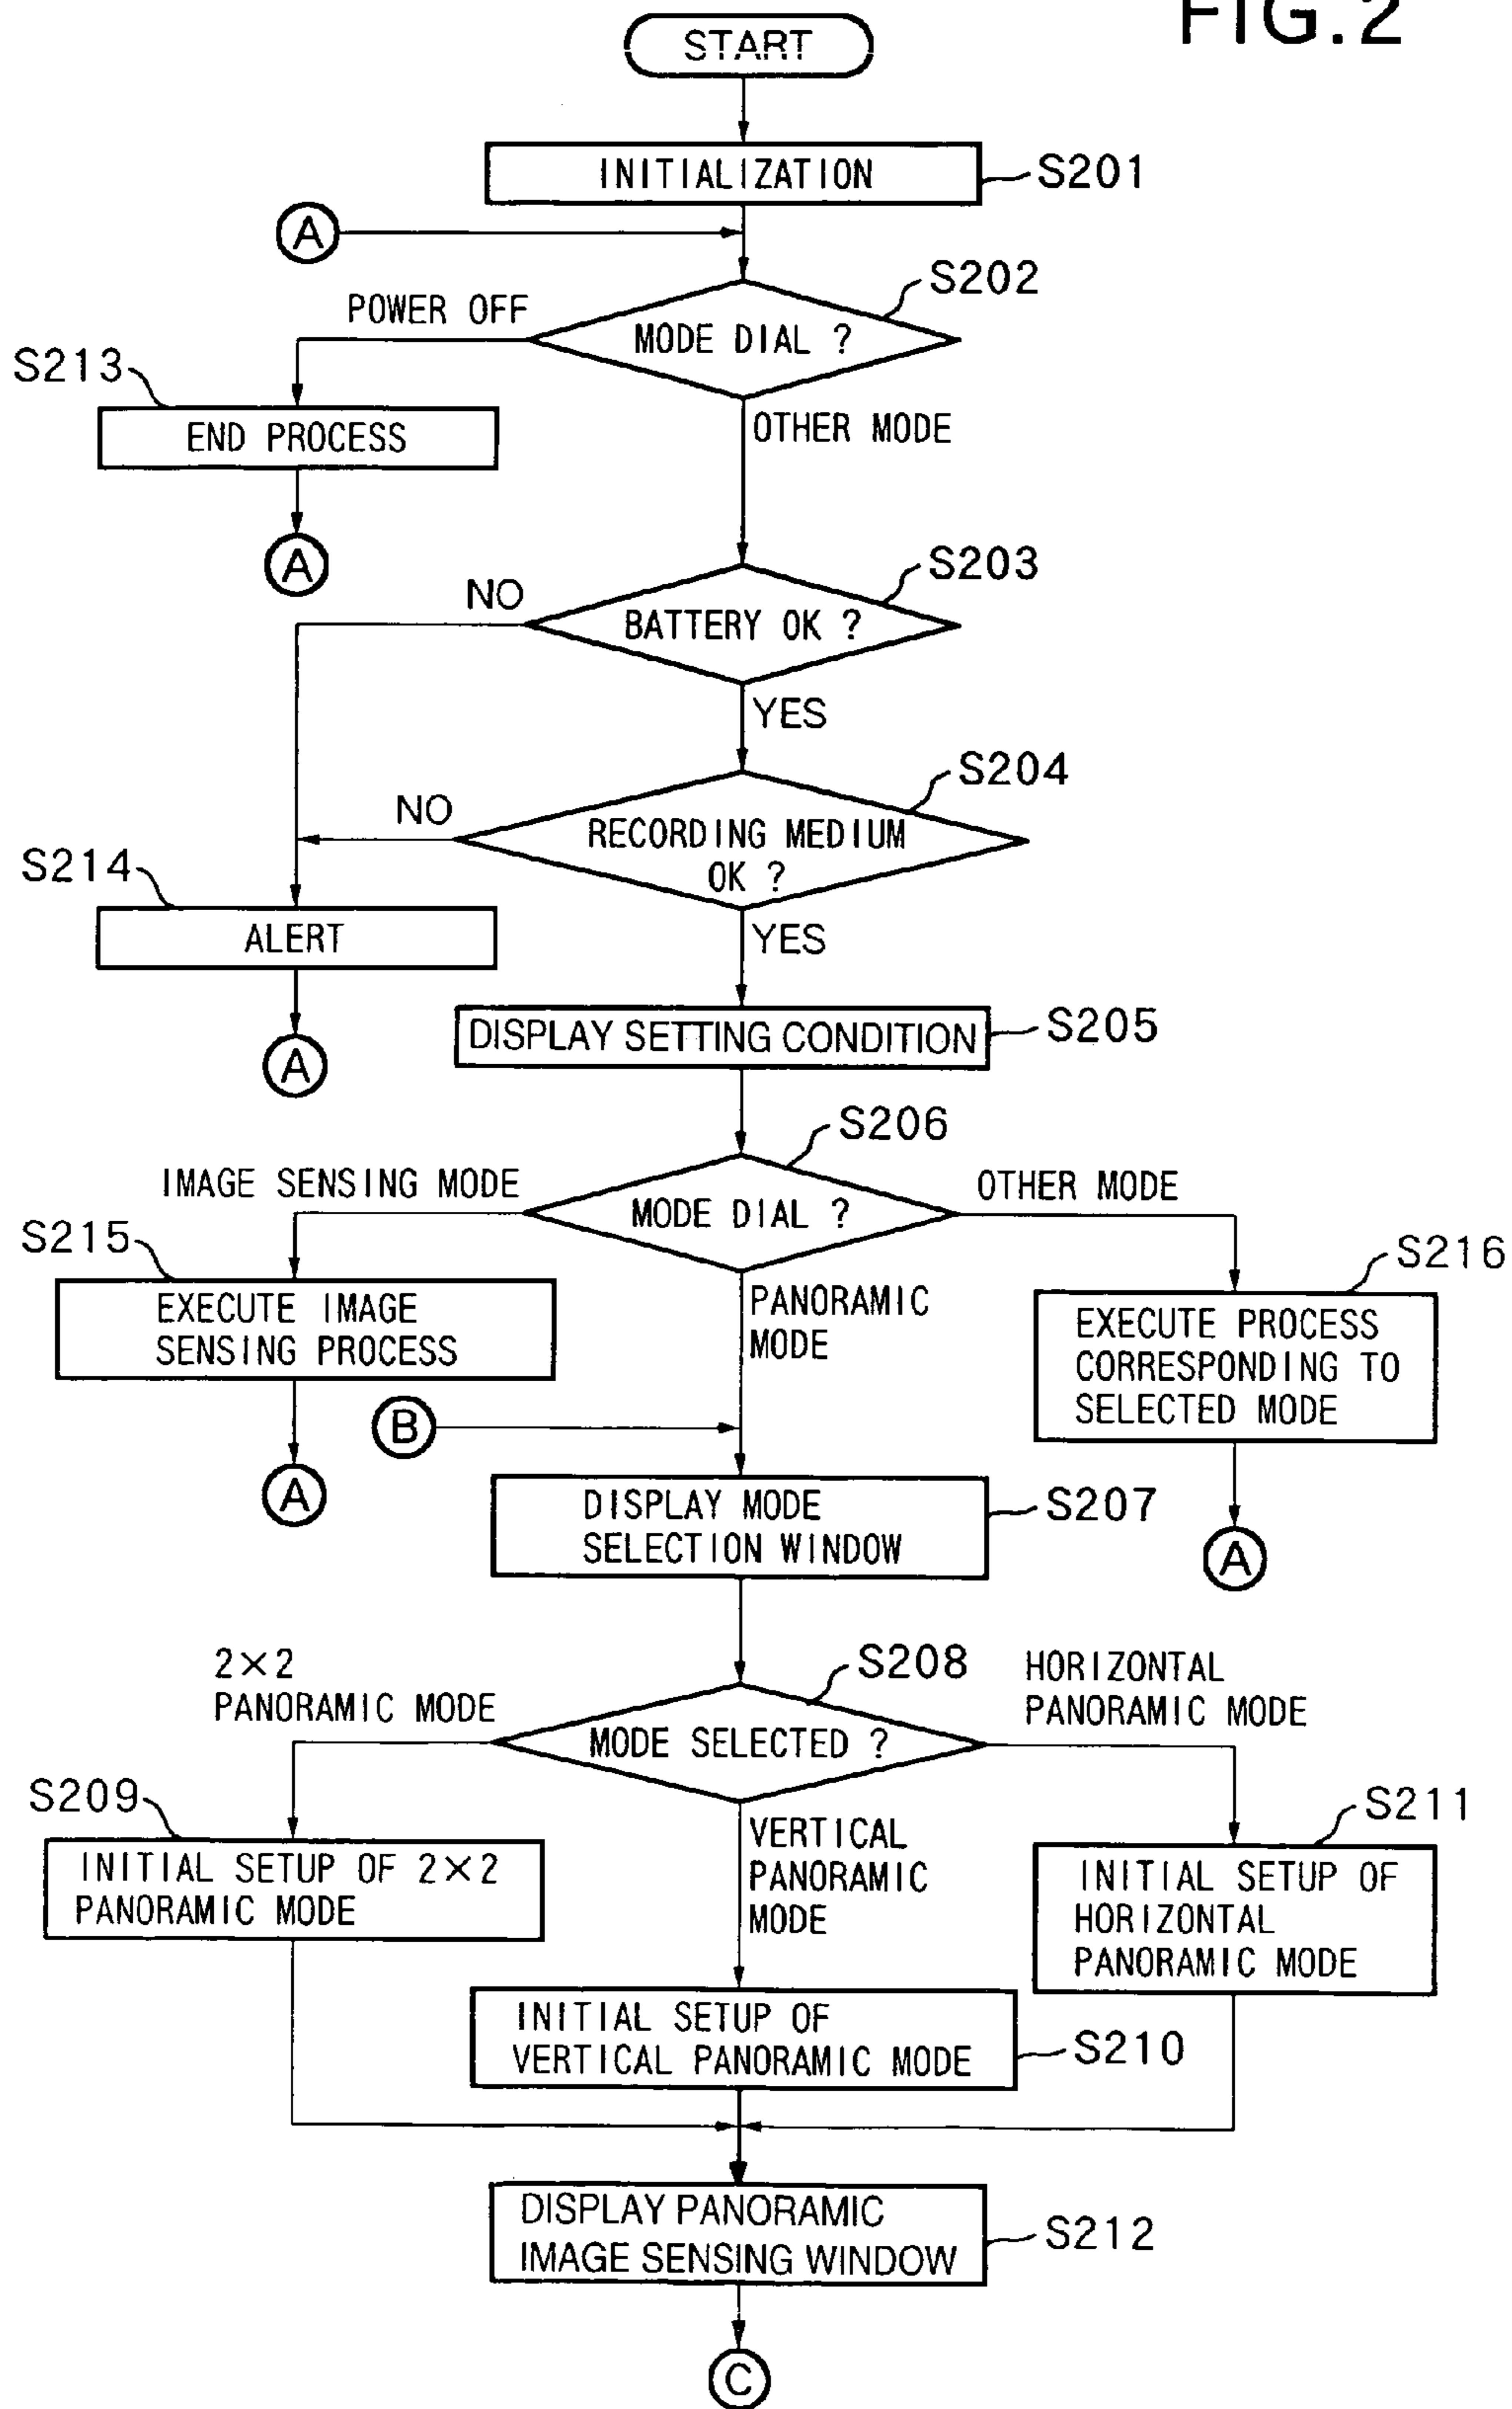 FIG.2
START
INITIALIZATION
S201
A
S202
POWER OFF
MODE DIAL ?
S213
END PROCESS
OTHER MODE
A
S203
NO
BATTERY OK ?
YES
S204
NO
RECORDING MEDIUM
OK ?
S214
ALERT
YES
A
DISPLAY SETTING CONDITION
S205
S206
IMAGE SENSING MODE
MODE DIAL ?
OTHER MODE
S215
EXECUTE IMAGE
SENSING PROCESS
PANORAMIC
MODE
S216
EXECUTE PROCESS
CORRESPONDING TO
SELECTED MODE
B
A
DISPLAY MODE
SELECTION WINDOW
S207
A
2×2
PANORAMIC MODE
S208
MODE SELECTED ?
HORIZONTAL
PANORAMIC MODE
S209
INITIAL SETUP OF 2×2
PANORAMIC MODE
VERTICAL
PANORAMIC
MODE
S211
INITIAL SETUP OF
HORIZONTAL
PANORAMIC MODE
INITIAL SETUP OF
VERTICAL PANORAMIC MODE
S210
DISPLAY PANORAMIC
IMAGE SENSING WINDOW
S212
C